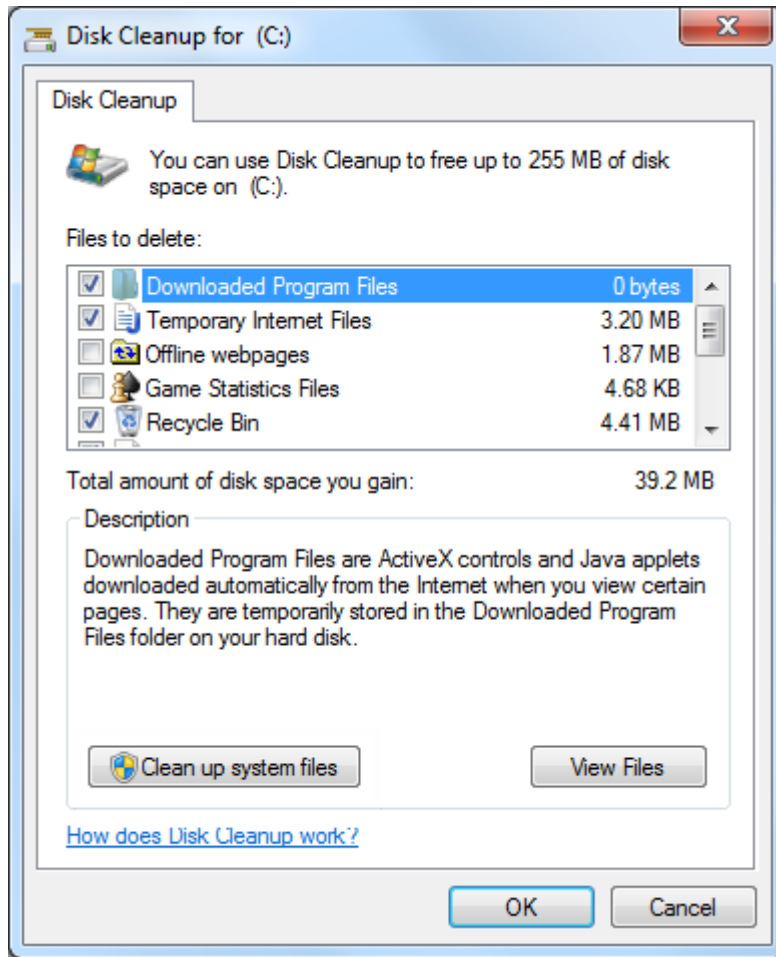 Disk Cleanup for (C:)
Disk Cleanup
You can use Disk Cleanup to free up to 255 MB of disk
space on (C:).
Files to delete:
Downloaded Program Files 0 bytes
Temporary Internet Files 3.20 MB
Offline webpages 1.87 MB
Game Statistics Files 4.68 KB
Recycle Bin 4.41 MB
Total amount of disk space you gain: 39.2 MB
Description
Downloaded Program Files are ActiveX controls and Java applets
downloaded automatically from the Internet when you view certain
pages. They are temporarily stored in the Downloaded Program
Files folder on your hard disk.
Clean up system files View Files
How does Disk Cleanup work?
OK Cancel